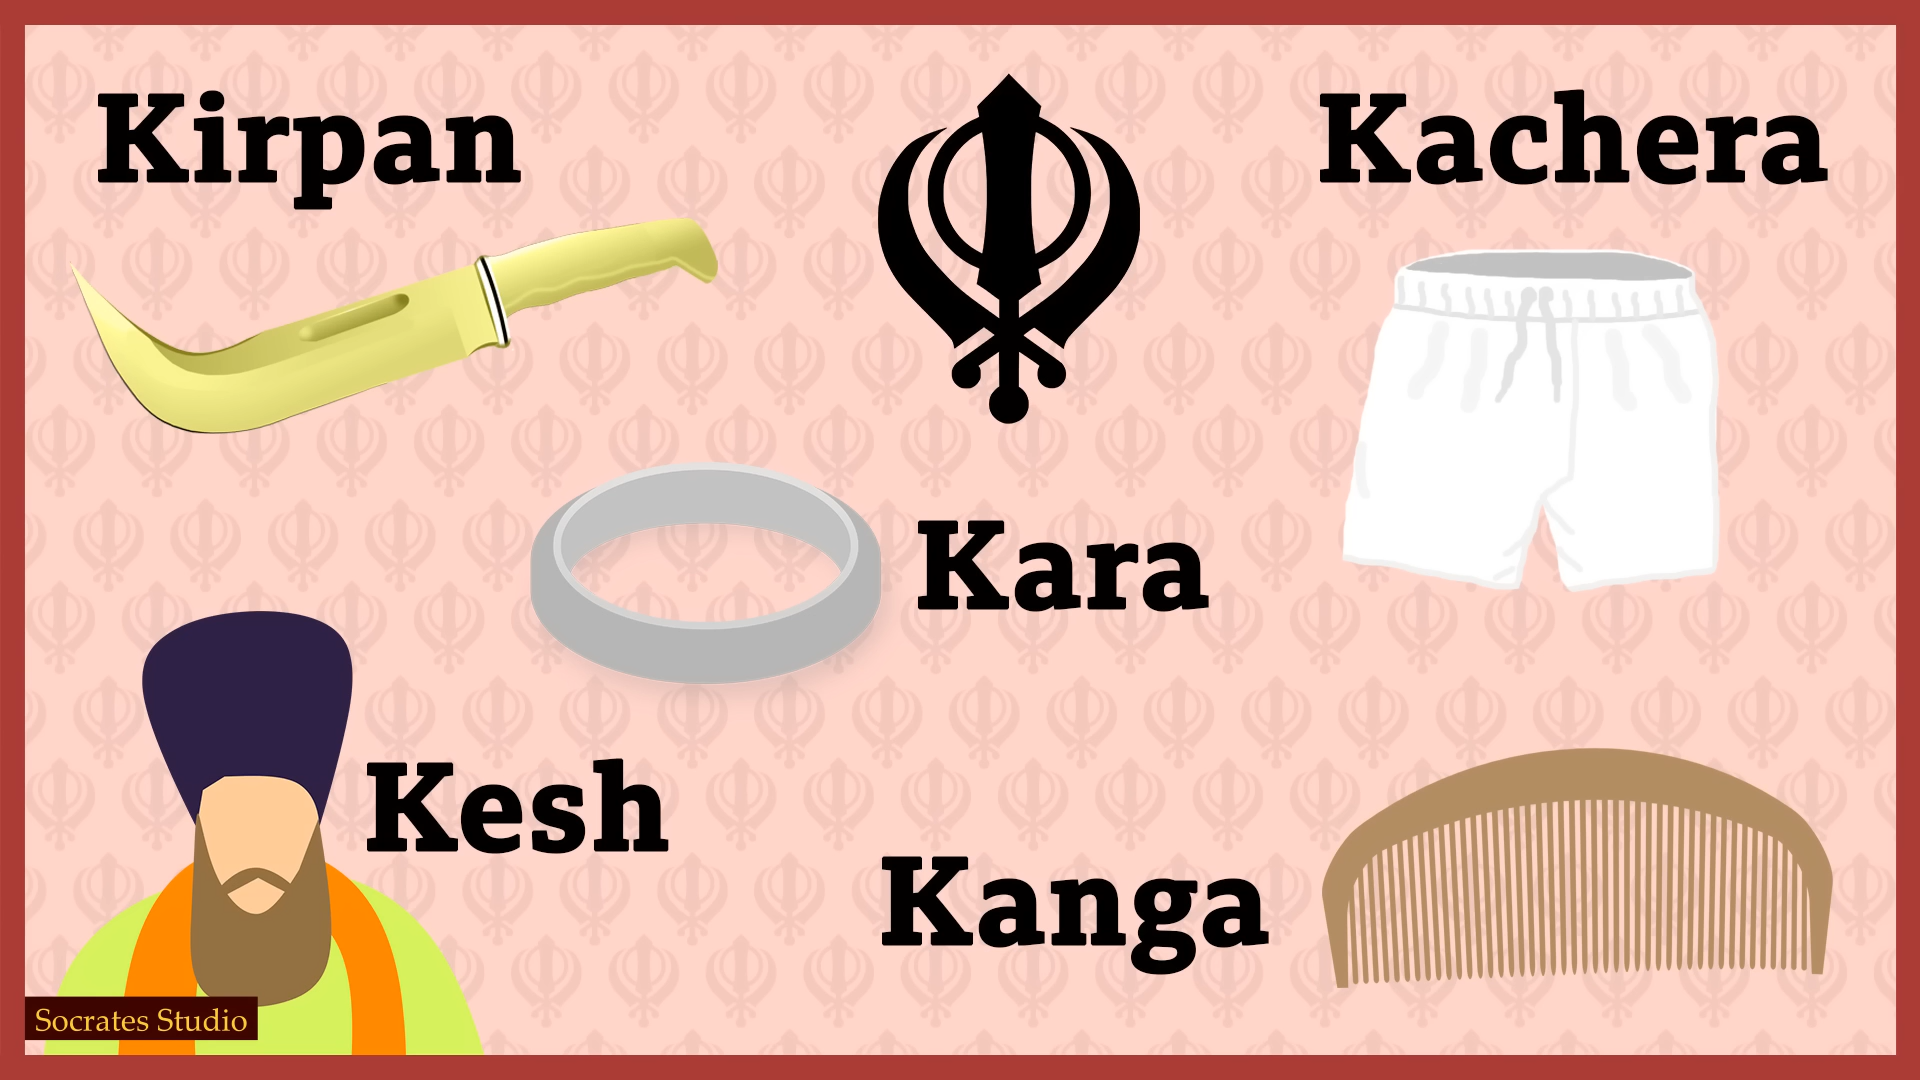 Kirpan
Kachera
Kara
Kesh
Kanga
Socrates Studio